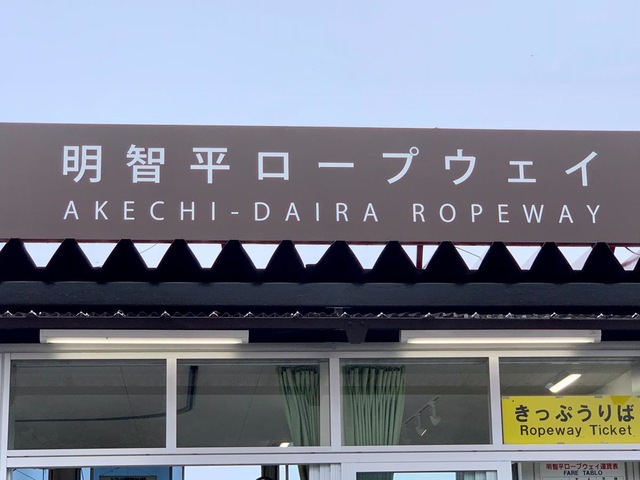 明智平ロープウェイ
AKECHI-DAIRA ROPEWAY
きっぷうりば
Ropeway Ticket
明智平ロープウェイ運賃表
FARE TABLO